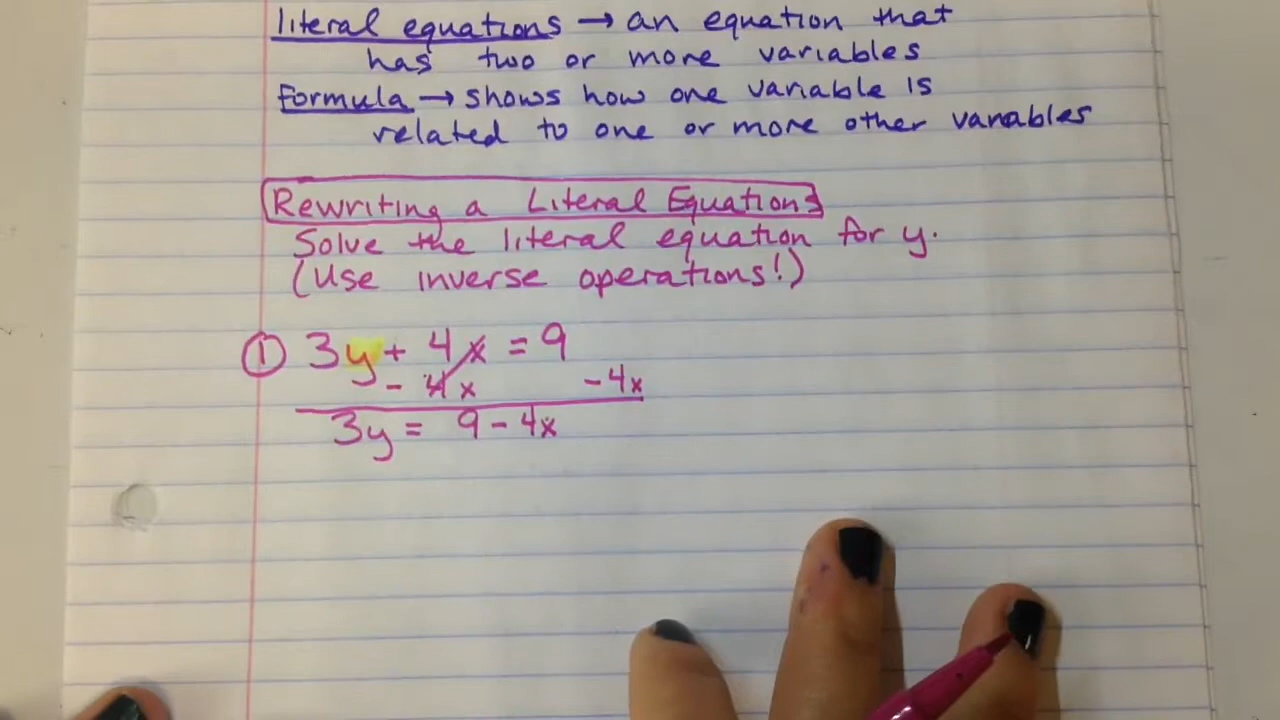 literal equations → an equation that
has two or more variables
formula → shows how one variable is
related to one or more other variables
Rewriting a Literal Equations
Solve the literal equation for y.
(Use inverse operations!)
① 3y + 4x = 9
- 4x - 4x
3y = 9 - 4x